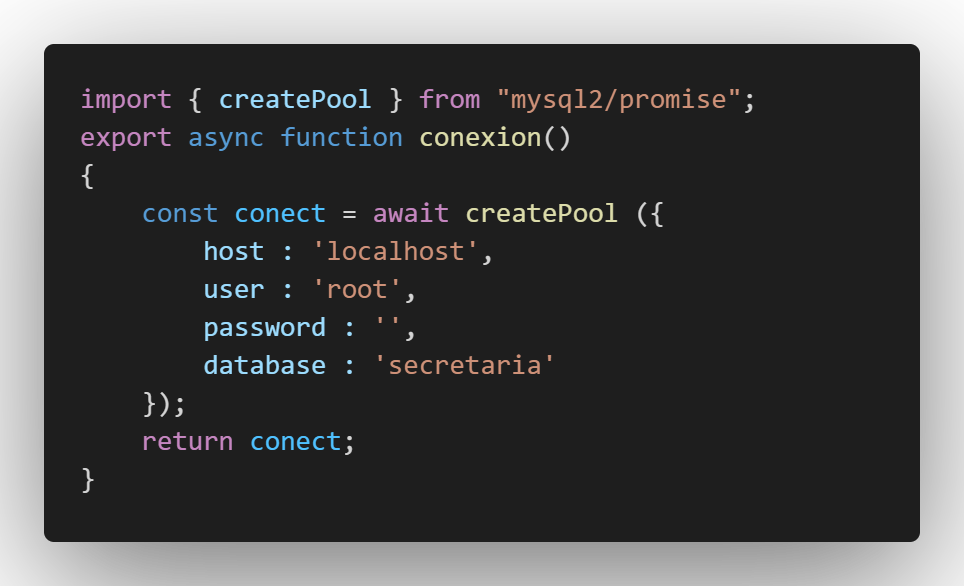 import { createPool } from "mysql2/promise";
export async function conexion()
{
    const conect = await createPool ({
        host : 'localhost',
        user : 'root',
        password : '',
        database : 'secretaria'
    });
    return conect;
}